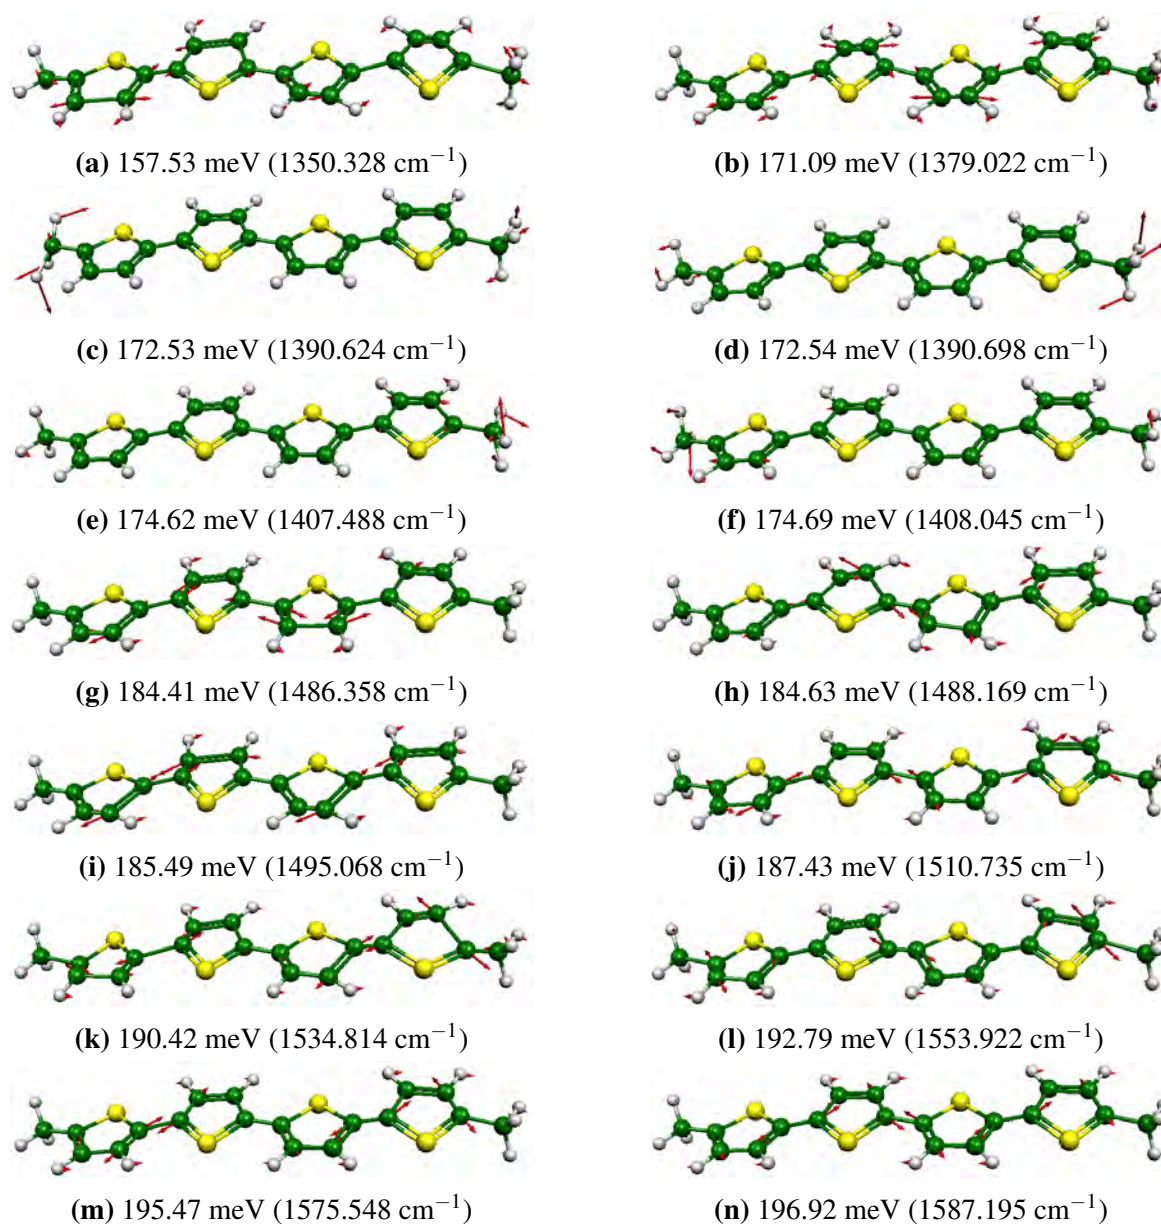 (a) 157.53 meV (1350.328 cm⁻¹)
(b) 171.09 meV (1379.022 cm⁻¹)
(c) 172.53 meV (1390.624 cm⁻¹)
(d) 172.54 meV (1390.698 cm⁻¹)
(e) 174.62 meV (1407.488 cm⁻¹)
(f) 174.69 meV (1408.045 cm⁻¹)
(g) 184.41 meV (1486.358 cm⁻¹)
(h) 184.63 meV (1488.169 cm⁻¹)
(i) 185.49 meV (1495.068 cm⁻¹)
(j) 187.43 meV (1510.735 cm⁻¹)
(k) 190.42 meV (1534.814 cm⁻¹)
(l) 192.79 meV (1553.922 cm⁻¹)
(m) 195.47 meV (1575.548 cm⁻¹)
(n) 196.92 meV (1587.195 cm⁻¹)